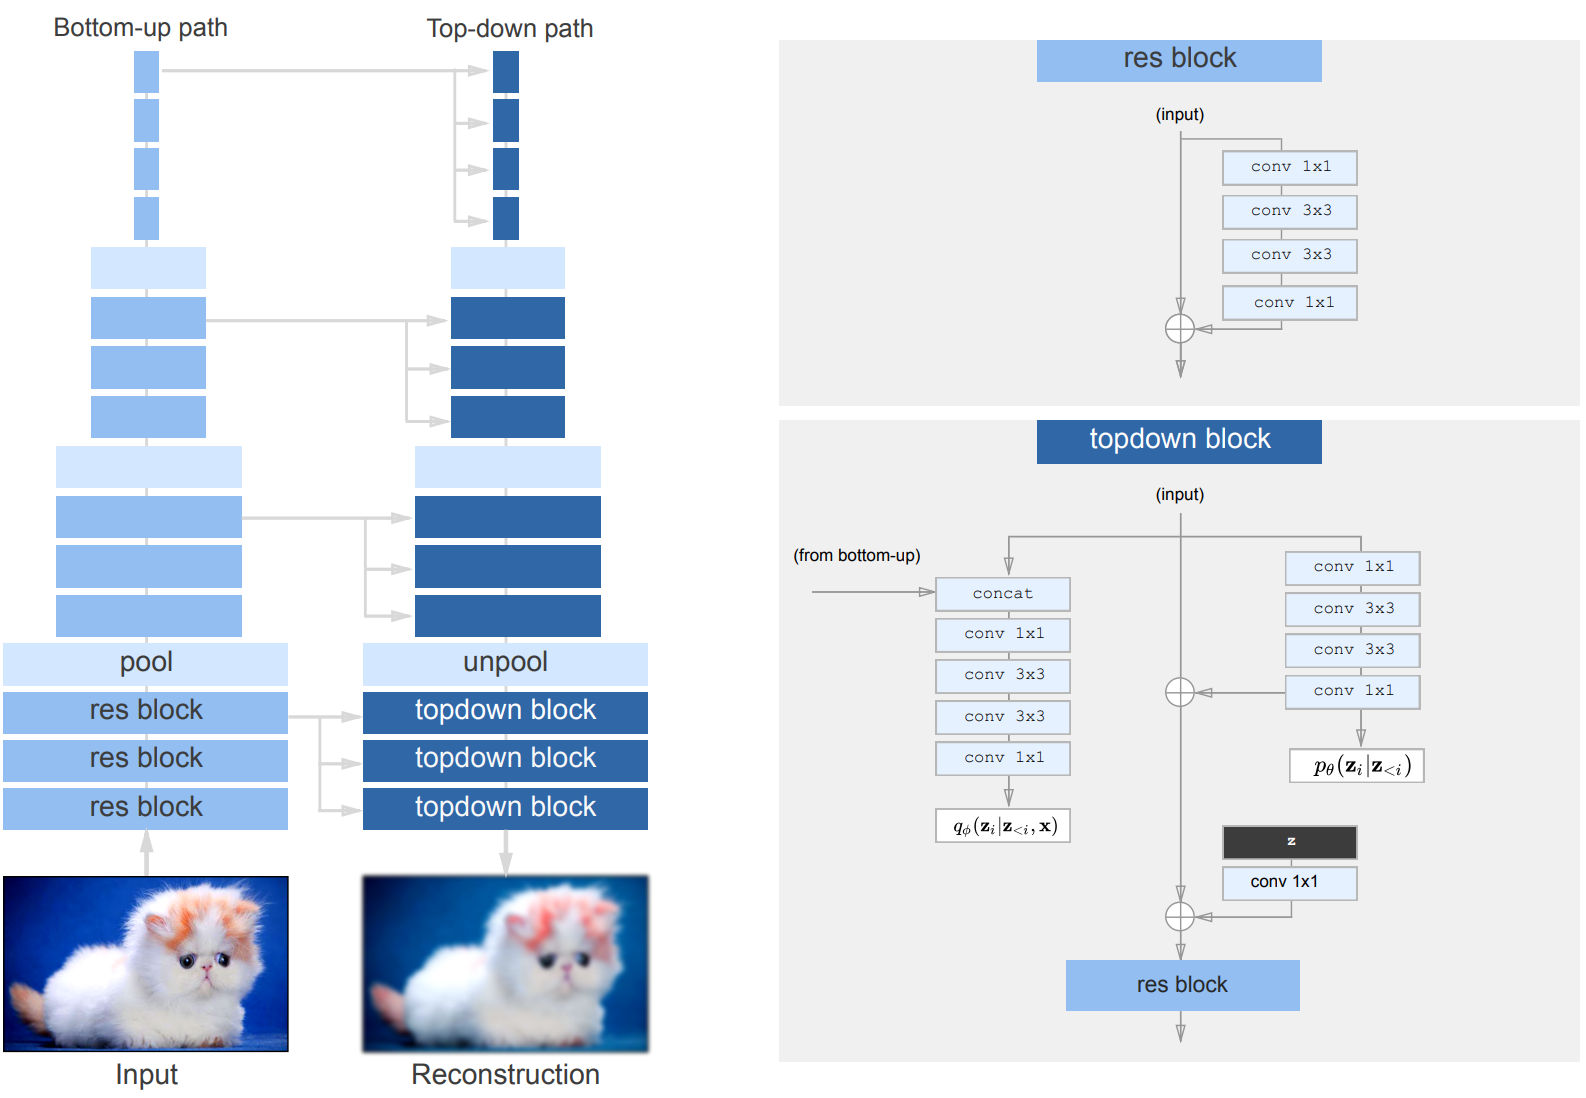 Bottom-up path
Top-down path
pool
res block
res block
res block
unpool
topdown block
topdown block
topdown block
Input
Reconstruction
res block
(input)
conv 1x1
conv 3x3
conv 3x3
conv 1x1
topdown block
(input)
(from bottom-up)
concat
conv 1x1
conv 3x3
conv 3x3
conv 1x1
qϕ(zi|z<i, x)
conv 1x1
conv 3x3
conv 3x3
conv 1x1
pθ(zi|z<i)
z
conv 1x1
res block